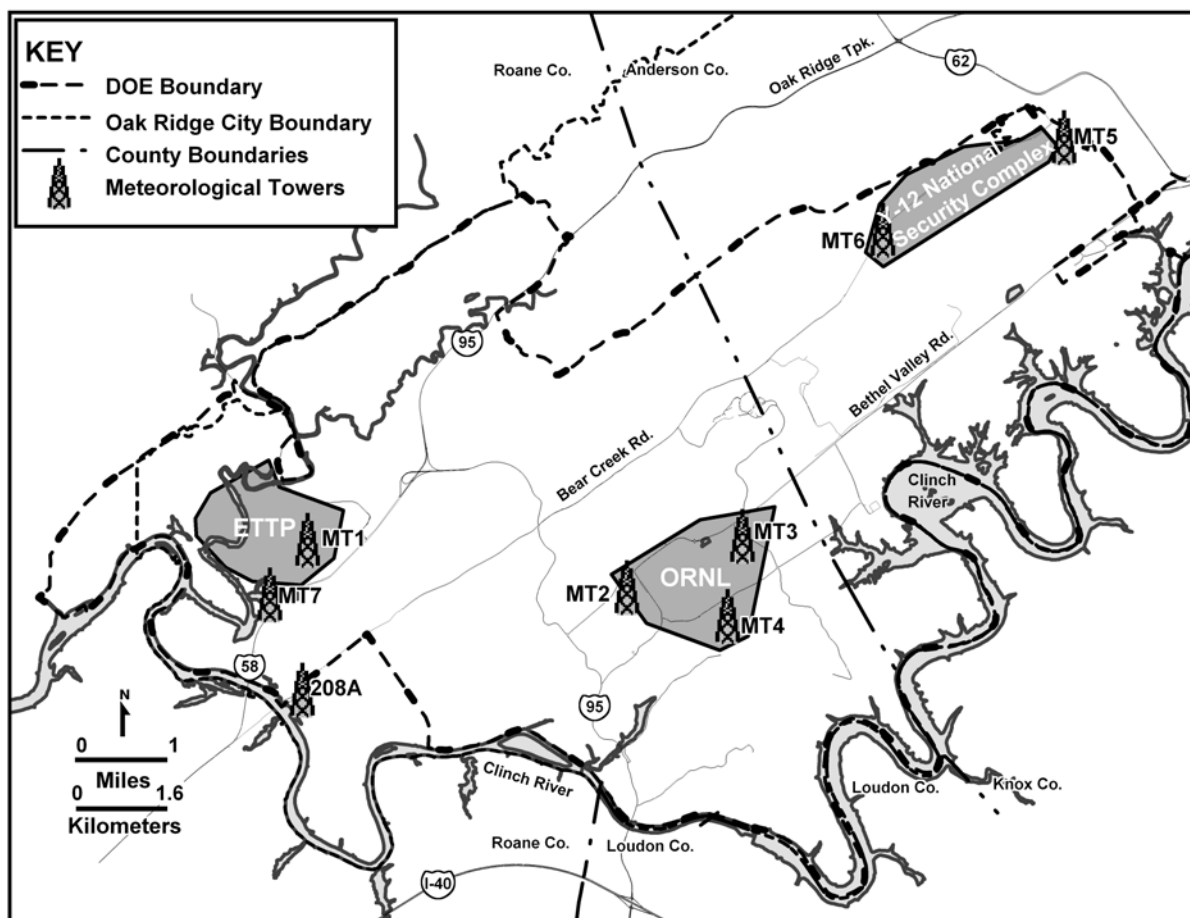 KEY
DOE Boundary
Oak Ridge City Boundary
County Boundaries
Meteorological Towers
Roane Co.
Anderson Co.
Oak Ridge Tpk.
62
MT5
Y-12 National
Security Complex
MT6
95
Bethel Valley Rd.
Bear Creek Rd.
Clinch
River
ETTP
MT1
MT3
ORNL
MT2
MT7
MT4
58
208A
95
N
0 1
Miles
0 1.6
Kilometers
Clinch River
Loudon Co.
Knox Co.
Roane Co.
Loudon Co.
I-40